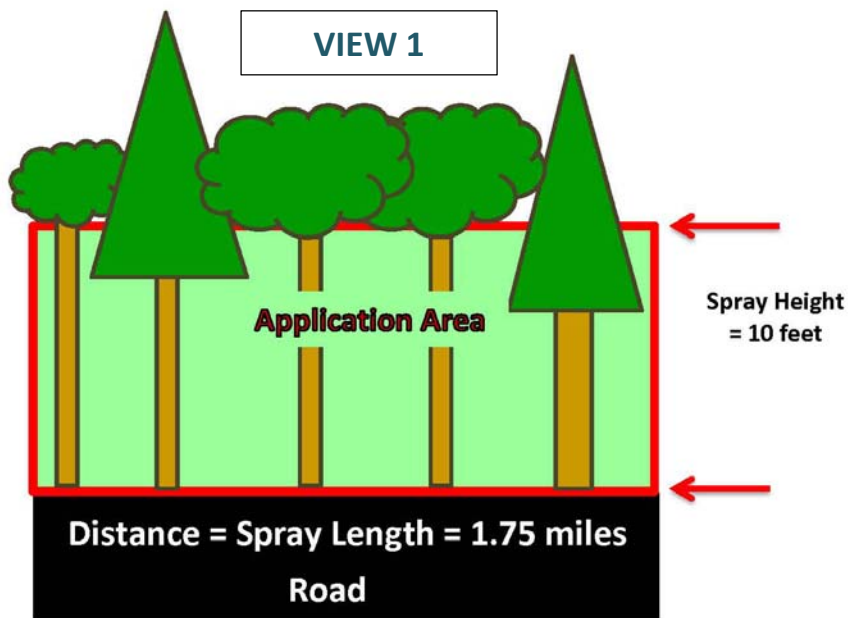 VIEW 1
Application Area
Spray Height
= 10 feet
Distance = Spray Length = 1.75 miles
Road